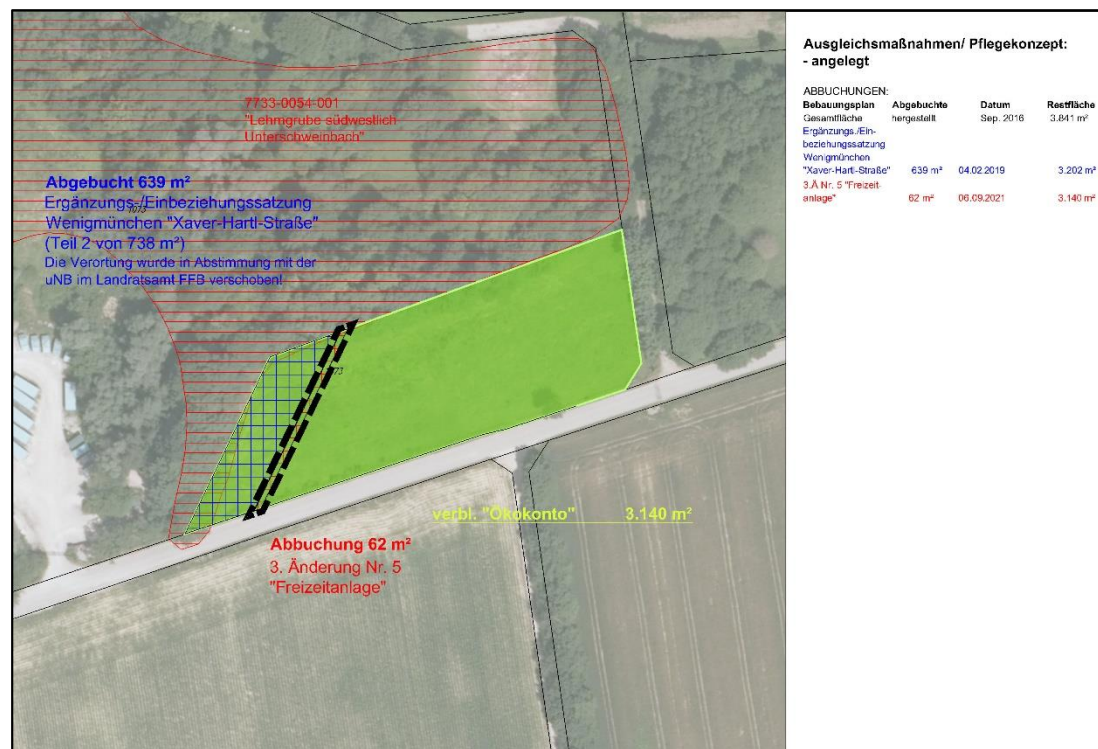 7733-0054-001
"Lehmgrube südwestlich
Unterschweinbach"
Abgebucht 639 m²
Ergänzungs-/Einbeziehungssatzung
1073
Wenigmünchen "Xaver-Hartl-Straße"
(Teil 2 von 738 m²)
Die Verortung wurde in Abstimmung mit der
uNB im Landratsamt FFB verschoben!
73
verbl. "Ökokonto" 3.140 m²
Abbuchung 62 m²
3. Änderung Nr. 5
"Freizeitanlage"
Ausgleichsmaßnahmen/ Pflegekonzept:
- angelegt
ABBUCHUNGEN:
Bebauungsplan Abgebuchte Datum Restfläche
Gesamtfläche hergestellt Sep. 2016 3.841 m²
Ergänzungs./Ein-
beziehungssatzung
Wenigmünchen
"Xaver-Hartl-Straße" 639 m² 04.02.2019 3.202 m²
3.Ä Nr. 5 "Freizeit-
anlage" 62 m² 06.09.2021 3.140 m²